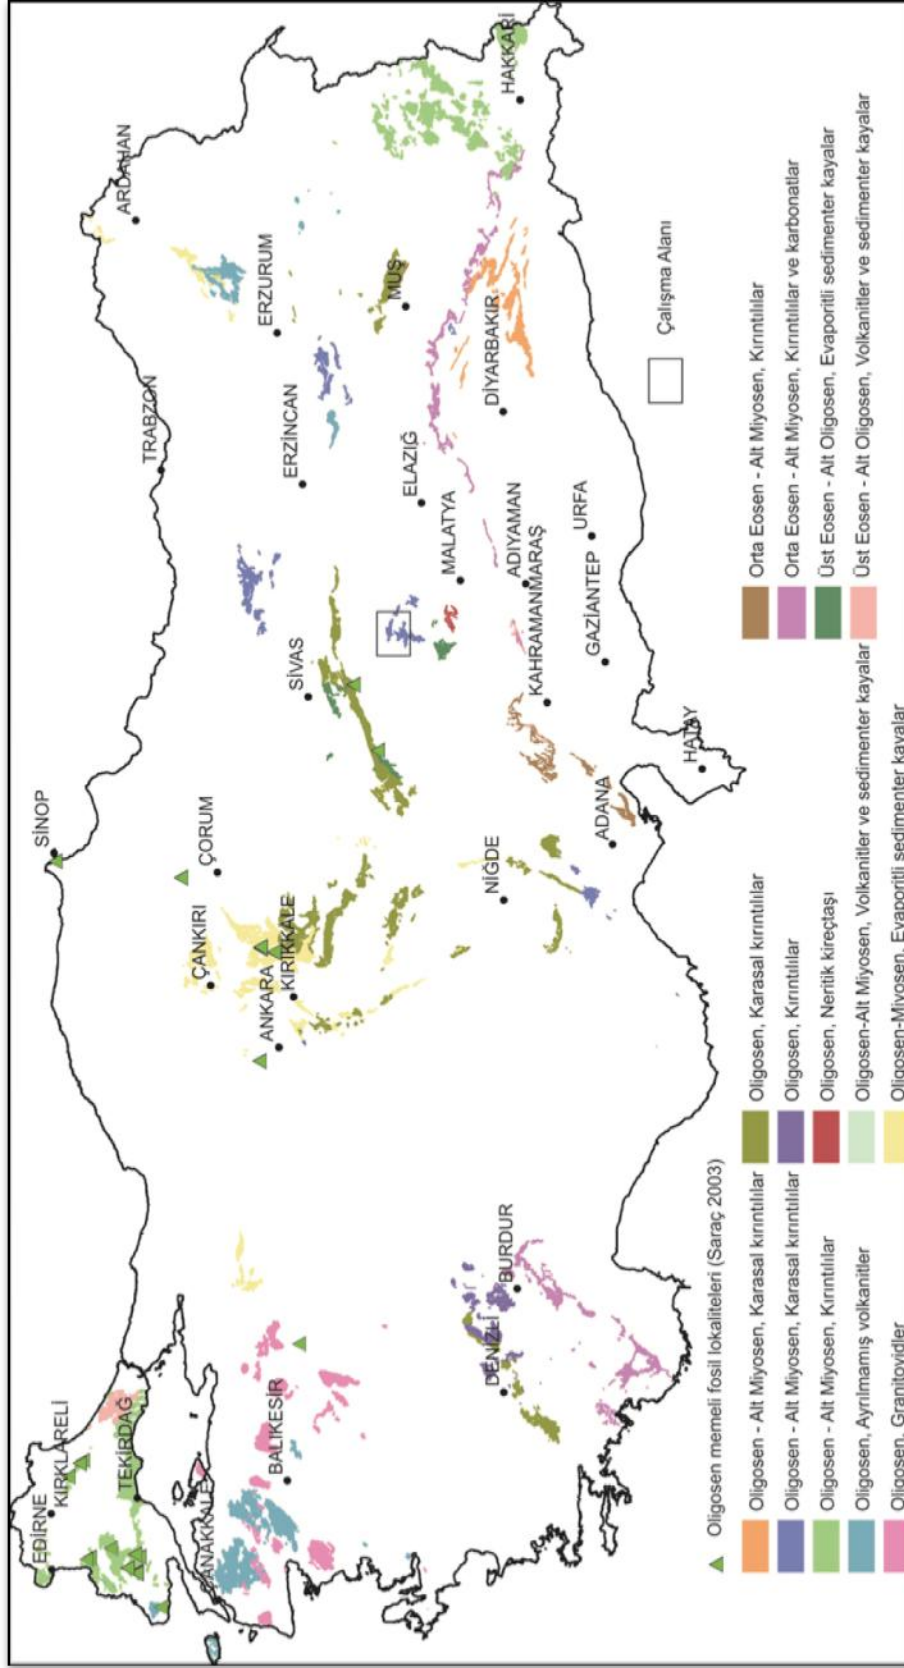 EDİRNE
KIRKLARELİ
TEKİRDAĞ
ÇANAKKALE
BALIKESİR
DENİZLİ
BURDUR
ANKARA
KIRIKKALE
ÇANKIRI
ÇORUM
SİNOP
NİĞDE
ADANA
HATAY
SİVAS
KAHRAMANMARAŞ
GAZİANTEP
ADIYAMAN
URFA
MALATYA
ELAZIĞ
ERZİNCAN
TRABZON
DİYARBAKIR
MUŞ
ERZURUM
ARDAHAN
HAKKARİ
Çalışma Alanı
Oligosen memeli fosil lokaliteleri (Saraç 2003)
Oligosen - Alt Miyosen, Karasal kırıntılılar
Oligosen - Alt Miyosen, Karasal kırıntılılar
Oligosen - Alt Miyosen, Kırıntılılar
Oligosen, Ayrılmamış volkanitler
Oligosen, Granitoyidler
Oligosen, Karasal kırıntılılar
Oligosen, Kırıntılılar
Oligosen, Neritik kireçtaşı
Oligosen-Alt Miyosen, Volkanitler ve sedimenter kayalar
Oligosen-Miyosen, Evaporitli sedimenter kayalar
Orta Eosen - Alt Miyosen, Kırıntılılar
Orta Eosen - Alt Miyosen, Kırıntılılar ve karbonatlar
Üst Eosen - Alt Oligosen, Evaporitli sedimenter kayalar
Üst Eosen - Alt Oligosen, Volkanitler ve sedimenter kayalar